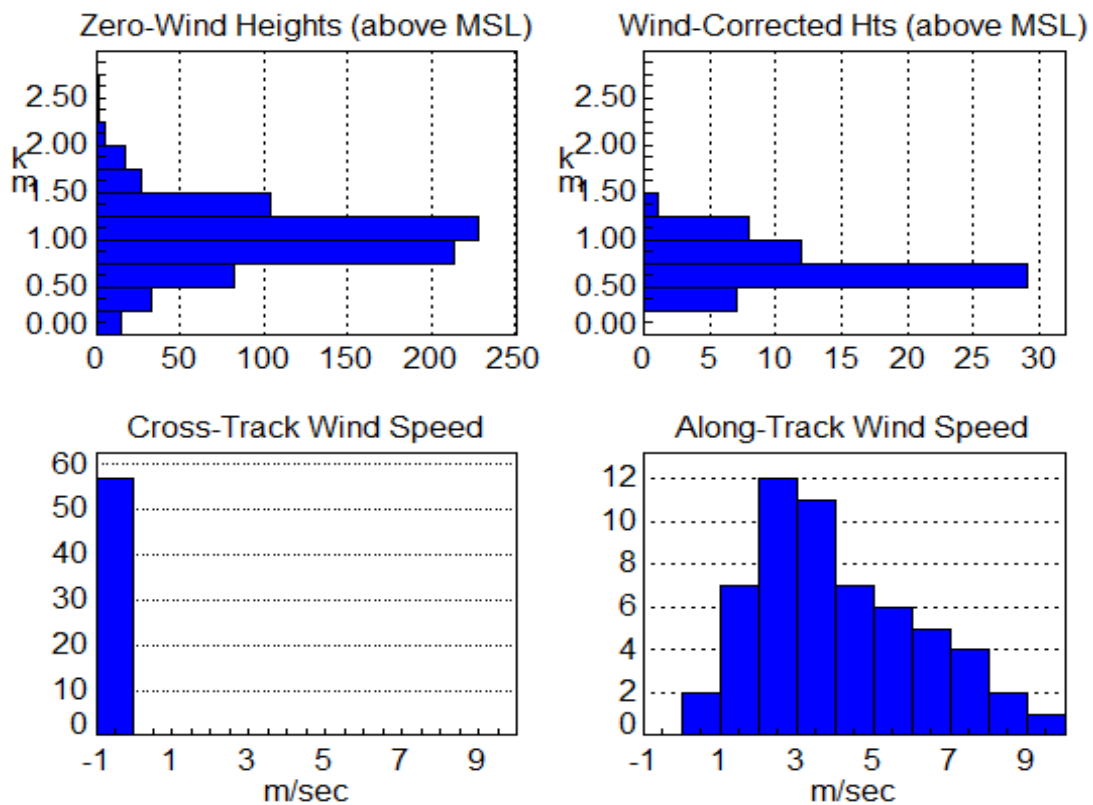 Zero-Wind Heights (above MSL)
2.50
2.00
k
m
1.50
1.00
0.50
0.00
0 50 100 150 200 250
Wind-Corrected Hts (above MSL)
2.50
2.00
k
m
1.50
1.00
0.50
0.00
0 5 10 15 20 25 30
Cross-Track Wind Speed
60
50
40
30
20
10
0
-1 1 3 5 7 9
m/sec
Along-Track Wind Speed
12
10
8
6
4
2
0
-1 1 3 5 7 9
m/sec